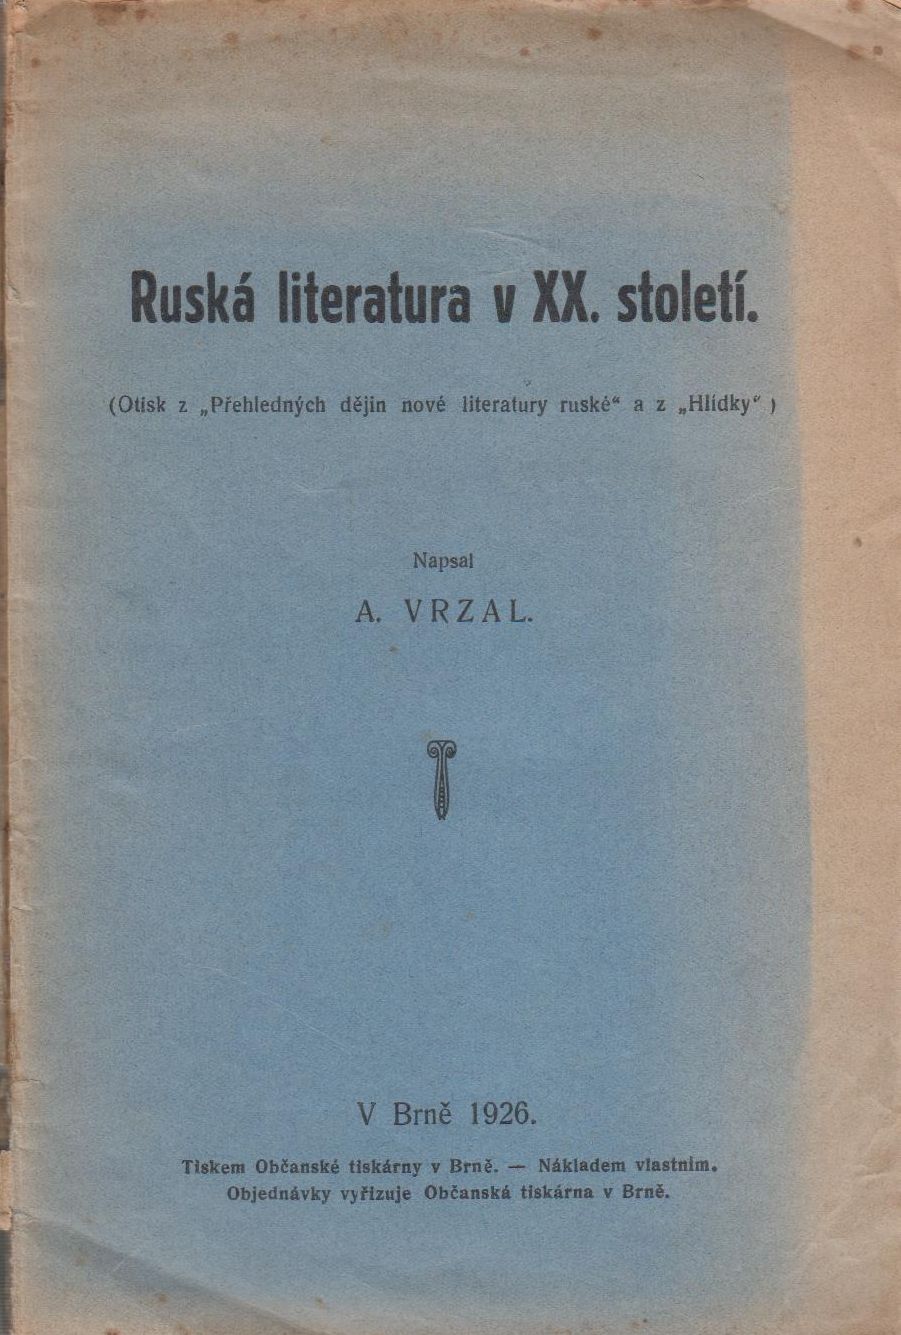 Ruská literatura v XX. století.
(Otisk z „Přehledných dějin nové literatury ruské“ a z „Hlídky“)
Napsal
A. VRZAL.
V Brně 1926.
Tiskem Občanské tiskárny v Brně. — Nákladem vlastním.
Objednávky vyřizuje Občanská tiskárna v Brně.